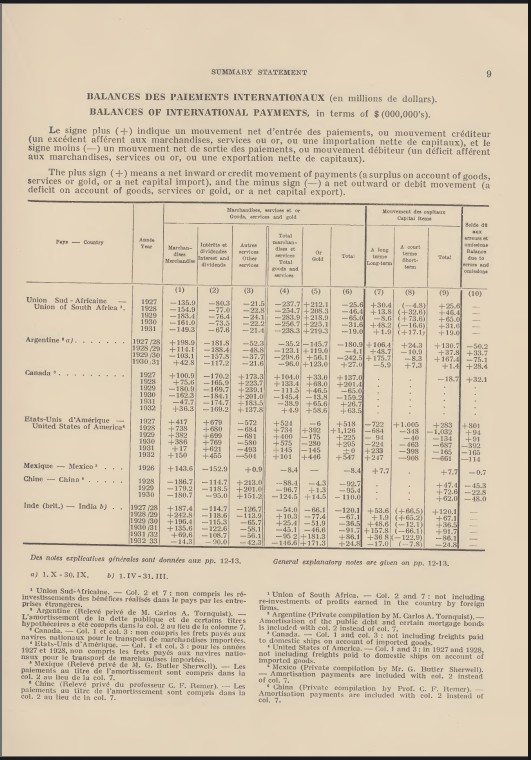 SUMMARY STATEMENT 9
BALANCES DES PAIEMENTS INTERNATIONAUX (en millions de dollars).
BALANCES OF INTERNATIONAL PAYMENTS, in terms of $ (000,000's).
Le signe plus (+) indique un mouvement net d'entrée des paiements, ou mouvement créditeur
(un excédent afférent aux marchandises, services ou or, ou une importation nette de capitaux), et le
signe moins (—) un mouvement net de sortie des paiements, ou mouvement débiteur (un déficit afférent
aux marchandises, services ou or, ou une exportation nette de capitaux).
The plus sign (+) means a net inward or credit movement of payments (a surplus on account of goods,
services or gold, or a net capital import), and the minus sign (—) a net outward or debit movement (a
deficit on account of goods, services or gold, or a net capital export).
Pays — Country
Année
Year
Marchandises, services et or
Goods, services and gold
Mouvement des capitaux
Capital items
Marchandises
Merchandise
Intérêts et
dividendes
Interest and
dividends
Autres
services
Other
services
Total
marchandises et
services
Total
goods and
services
Or
Gold
Total
A long
terme
Long-term
A court
terme
Short-term
Total
Solde dû
aux
erreurs et
omissions
Balance
due to
errors and
omissions
(1) (2) (3) (4) (5) (6) (7) (8) (9) (10)
Union Sud-Africaine —
Union of South Africa ¹.
1927 —135.9 —80.3 —21.5 —237.7 +212.1 —25.6 +30.4 (—4.8) +25.6 —
1928 —154.9 —77.0 —22.8 —254.7 +208.3 —46.4 +13.8 (+32.6) +46.4 —
1929 —183.4 —76.4 —24.1 —283.9 +218.9 —65.0 —8.6 (+73.6) +65.0 —
1930 —161.0 —73.5 —22.2 —256.7 +225.1 —31.6 +48.2 (—16.6) +31.6 —
1931 —149.3 —67.6 —21.4 —238.3 +219.3 —19.0 +1.9 (+17.1) +19.0 —
Argentine ² a)
1927/28 +198.9 —181.8 —52.3 —35.2 —145.7 —180.9 +106.4 +24.3 +130.7 —50.2
1928/29 +114.1 —188.4 —48.8 —123.1 +119.0 —4.1 +48.7 —10.9 +37.8 —33.7
1929/30 —103.1 —157.8 —37.7 —298.6 +56.1 —242.5 +175.7 —8.3 +167.4 —75.1
1930/31 +42.8 —117.2 —21.6 —96.0 +123.0 +27.0 —5.9 +7.3 +1.4 +28.4
Canada ³
1927 +100.9 —170.2 +173.3 +104.0 +33.0 +137.0
1928 +75.0 —165.9 +223.7 +133.4 +68.0 +201.4 —18.7 +32.1
1929 —180.9 —169.7 +239.1 —111.5 +46.5 —65.0
1930 —162.3 —184.1 +201.0 —145.4 —13.8 —159.2
1931 —47.7 —174.7 +183.5 —38.9 +65.6 +26.7
1932 +36.3 —169.2 +137.8 +4.9 +58.6 +63.5
Etats-Unis d'Amérique —
United States of America⁴
1927 +417 +679 —572 +524 —6 +518 —722 +1,005 +283 +801
1928 +738 +680 —684 +734 +392 +1,126 —684 —348 —1,032 +94
1929 +382 +699 —681 +400 —175 +225 —94 —40 —134 +91
1930 +386 +769 —580 +575 —280 +295 —224 —463 —687 —392
1931 +17 +621 —493 +145 —145 ±0 +233 —398 —165 —165
1932 +150 +455 —504 +101 +446 +547 +247 —908 —661 —114
Mexique — Mexico ⁵
1926 +143.6 —152.9 +0.9 —8.4 — —8.4 +7.7 +7.7 —0.7
Chine — China ⁶
1928 —186.7 —114.7 +213.0 —88.4 —4.3 —92.7 +47.4 —45.3
1929 —179.2 —118.5 +201.0 —96.7 +1.3 —95.4 +72.6 —22.8
1930 —180.7 —95.0 +151.2 —124.5 +14.5 —110.0 +62.0 —48.0
Inde (brit.) — India b)
1927/28 +187.4 —114.7 —126.7 —54.0 —66.1 —120.1 +53.6 (+66.5) +120.1
1928/29 +242.8 —118.6 —113.9 +10.3 —77.4 —67.1 +1.9 (+65.2) +67.1
1929/30 +196.4 —115.3 —65.7 +25.4 —51.9 —36.5 +48.6 (—12.1) +36.5
1930/31 +135.6 —122.6 —58.1 —45.1 —46.6 —91.7 +157.8 (—66.1) +91.7
1931/32 +69.6 —108.7 —56.1 —95.2 +181.3 +86.1 +36.8 (—122.9) —86.1
1932/33 —14.3 —90.0 —42.3 —146.6 +171.3 +24.8 —17.0 (—7.8) —24.8
Des notes explicatives générales sont données aux pp. 12-13. General explanatory notes are given on pp. 12-13.
a) 1. X - 30, IX. b) 1. IV - 31, III.
¹ Union Sud-Africaine. — Col. 2 et 7 : non compris les réinvestissements
des bénéfices réalisés dans le pays par les entreprises
étrangères.
² Argentine (Relevé privé de M. Carlos A. Tornquist). —
L'amortissement de la dette publique et de certains titres
hypothécaires a été compris dans la col. 2 au lieu de la colonne 7.
³ Canada. — Col. 1 et col. 3 : non compris les frets payés aux
navires nationaux pour le transport de marchandises importées.
⁴ Etats-Unis d'Amérique. — Col. 1 et col. 3 : pour les années
1927 et 1928, non compris les frets payés aux navires nationaux
pour le transport de marchandises importées.
⁵ Mexique (Relevé privé de M. G. Butler Sherwell). — Les
paiements au titre de l'amortissement sont compris dans la
col. 2 au lieu de la col. 7.
⁶ Chine (Relevé privé du professeur C. F. Remer). — Les
paiements au titre de l'amortissement sont compris dans la
col. 2 au lieu de la col. 7.
¹ Union of South Africa. — Col. 2 and 7 : not including
re-investments of profits earned in the country by foreign
firms.
² Argentine (Private compilation by M. Carlos A. Tornquist). —
Amortisation of the public debt and certain mortgage bonds
is included with col. 2 instead of col. 7.
³ Canada. — Col. 1 and col. 3 : not including freights paid
to domestic ships on account of imported goods.
⁴ United States of America. — Col. 1 and 3 : in 1927 and 1928,
not including freights paid to domestic ships on account of
imported goods.
⁵ Mexico (Private compilation by Mr. G. Butler Sherwell).
— Amortisation payments are included with col. 2 instead
of col. 7.
⁶ China (Private compilation by Prof. C. F. Remer). —
Amortisation payments are included with col. 2 instead of
col. 7.